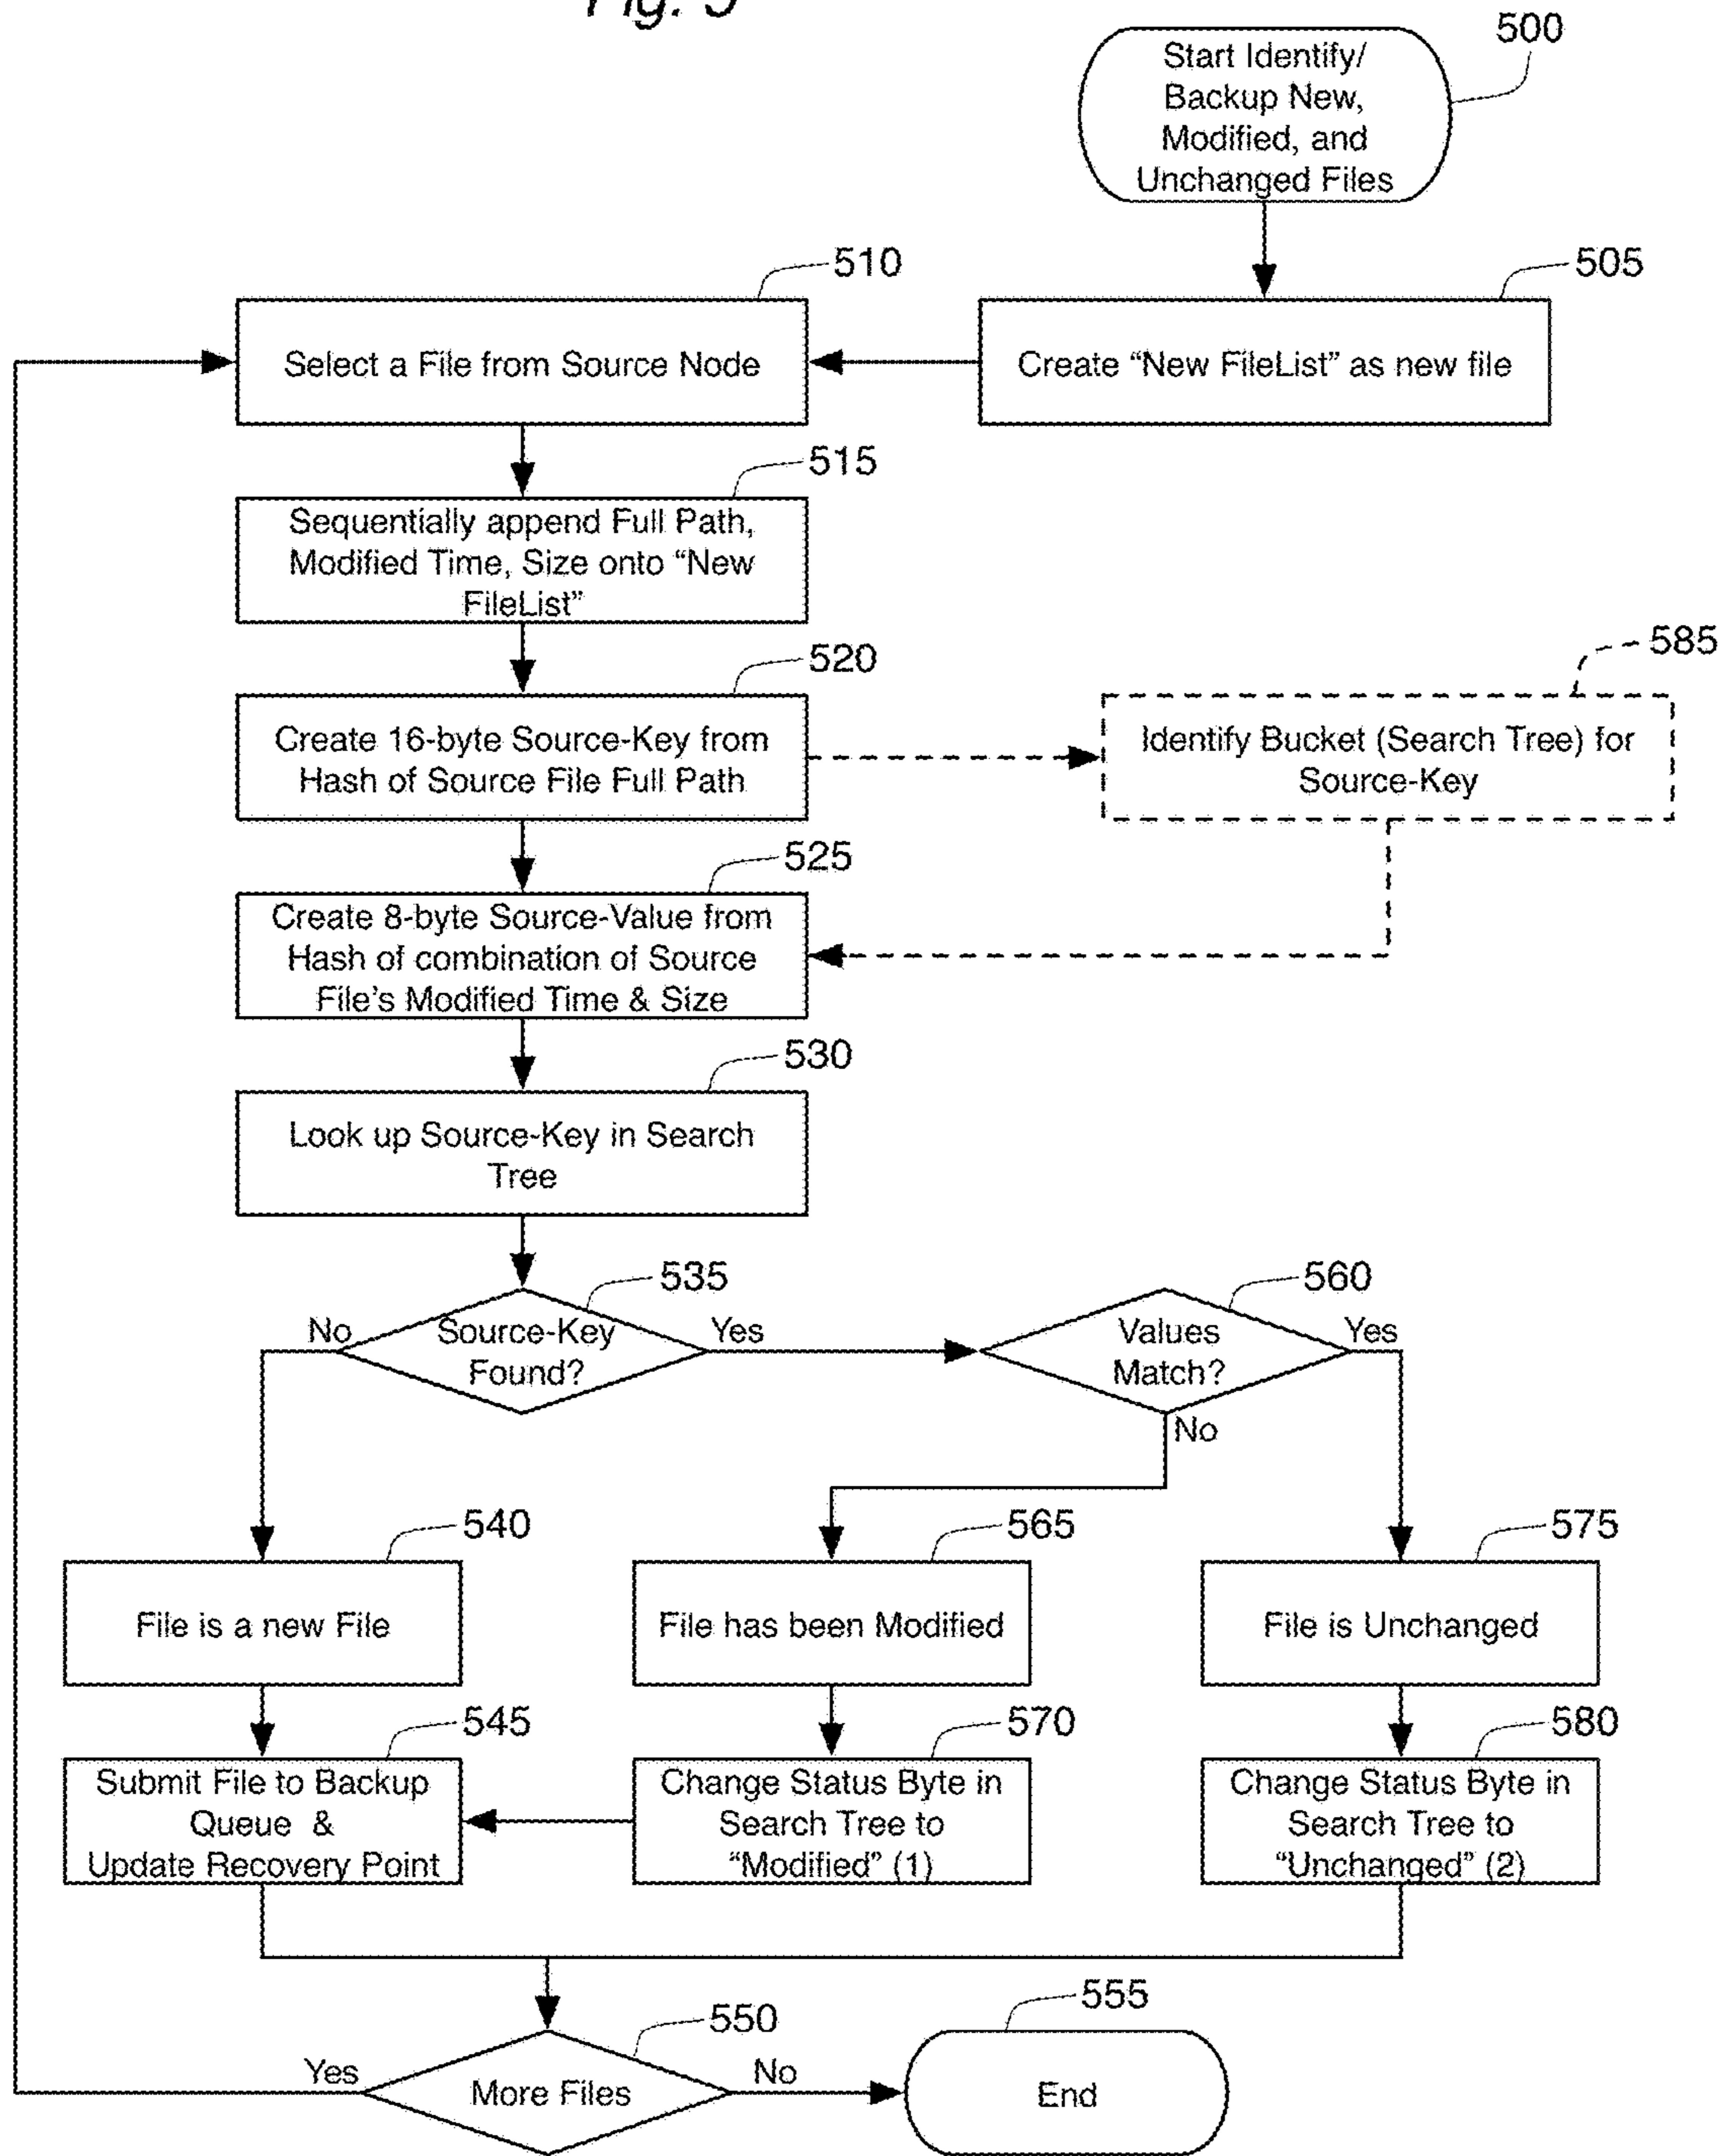 Fig. 5
500
Start Identify/
Backup New,
Modified, and
Unchanged Files
510
505
Select a File from Source Node
Create “New FileList” as new file
515
Sequentially append Full Path,
Modified Time, Size onto “New
FileList”
520
585
Create 16-byte Source-Key from
Hash of Source File Full Path
Identify Bucket (Search Tree) for
Source-Key
525
Create 8-byte Source-Value from
Hash of combination of Source
File’s Modified Time & Size
530
Look up Source-Key in Search
Tree
535
560
No
Source-Key
Found?
Yes
Values
Match?
Yes
No
540
565
575
File is a new File
File has been Modified
File is Unchanged
545
570
580
Submit File to Backup
Queue &
Update Recovery Point
Change Status Byte in
Search Tree to
“Modified” (1)
Change Status Byte in
Search Tree to
“Unchanged” (2)
550
555
Yes
More Files
No
End